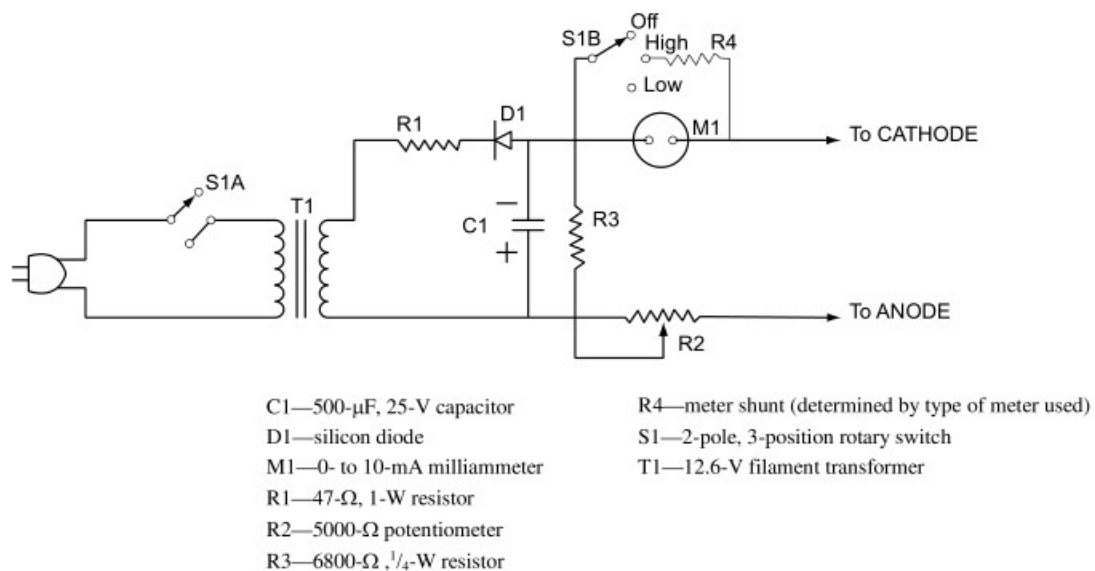 Off
S1B
High
R4
Low
D1
R1
M1
To CATHODE
S1A
T1
C1
−
+
R3
To ANODE
R2
C1—500-μF, 25-V capacitor
D1—silicon diode
M1—0- to 10-mA milliammeter
R1—47-Ω, 1-W resistor
R2—5000-Ω potentiometer
R3—6800-Ω ,1/4-W resistor
R4—meter shunt (determined by type of meter used)
S1—2-pole, 3-position rotary switch
T1—12.6-V filament transformer